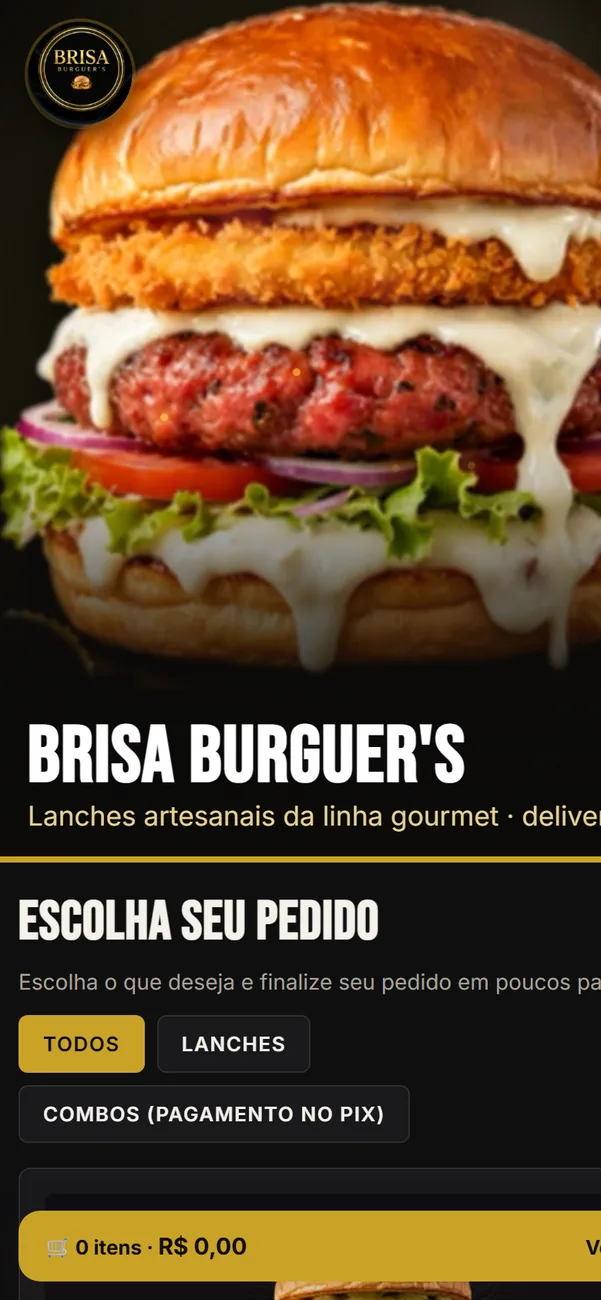 BRISA
BURGUER'S
BRISA BURGUER'S
Lanches artesanais da linha gourmet · deliver
ESCOLHA SEU PEDIDO
Escolha o que deseja e finalize seu pedido em poucos pa
TODOS
LANCHES
COMBOS (PAGAMENTO NO PIX)
0 itens · R$ 0,00